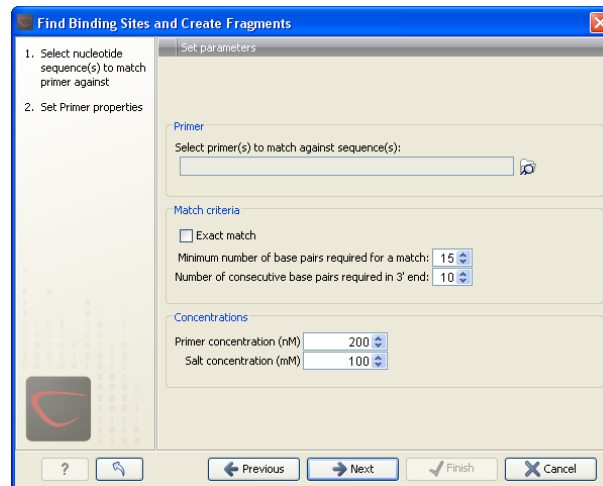 Find Binding Sites and Create Fragments
1. Select nucleotide
sequence(s) to match
primer against
2. Set Primer properties
Set parameters
Primer
Select primer(s) to match against sequence(s):
Match criteria
Exact match
Minimum number of base pairs required for a match: 15
Number of consecutive base pairs required in 3' end: 10
Concentrations
Primer concentration (nM) 200
Salt concentration (mM) 100
? Previous Next Finish Cancel